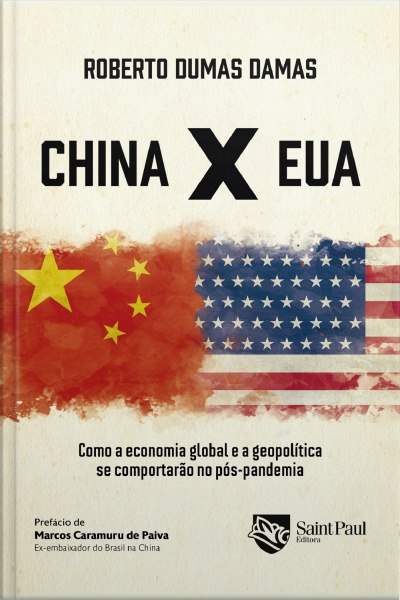 ROBERTO DUMAS DAMAS
CHINA X EUA
Como a economia global e a geopolítica
se comportarão no pós-pandemia
Prefácio de
Marcos Caramuru de Paiva
Ex-embaixador do Brasil na China
Saint Paul
Editora